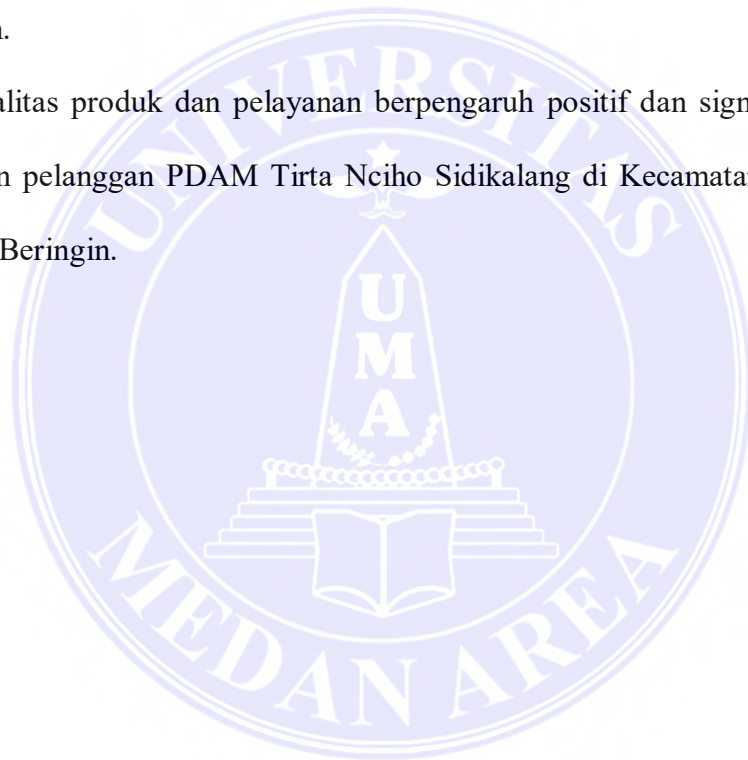 .
alitas produk dan pelayanan berpengaruh positif dan sign
n pelanggan PDAM Tirta Nciho Sidikalang di Kecamatan
Beringin.
UNIVERSITAS
UMA
MEDAN AREA